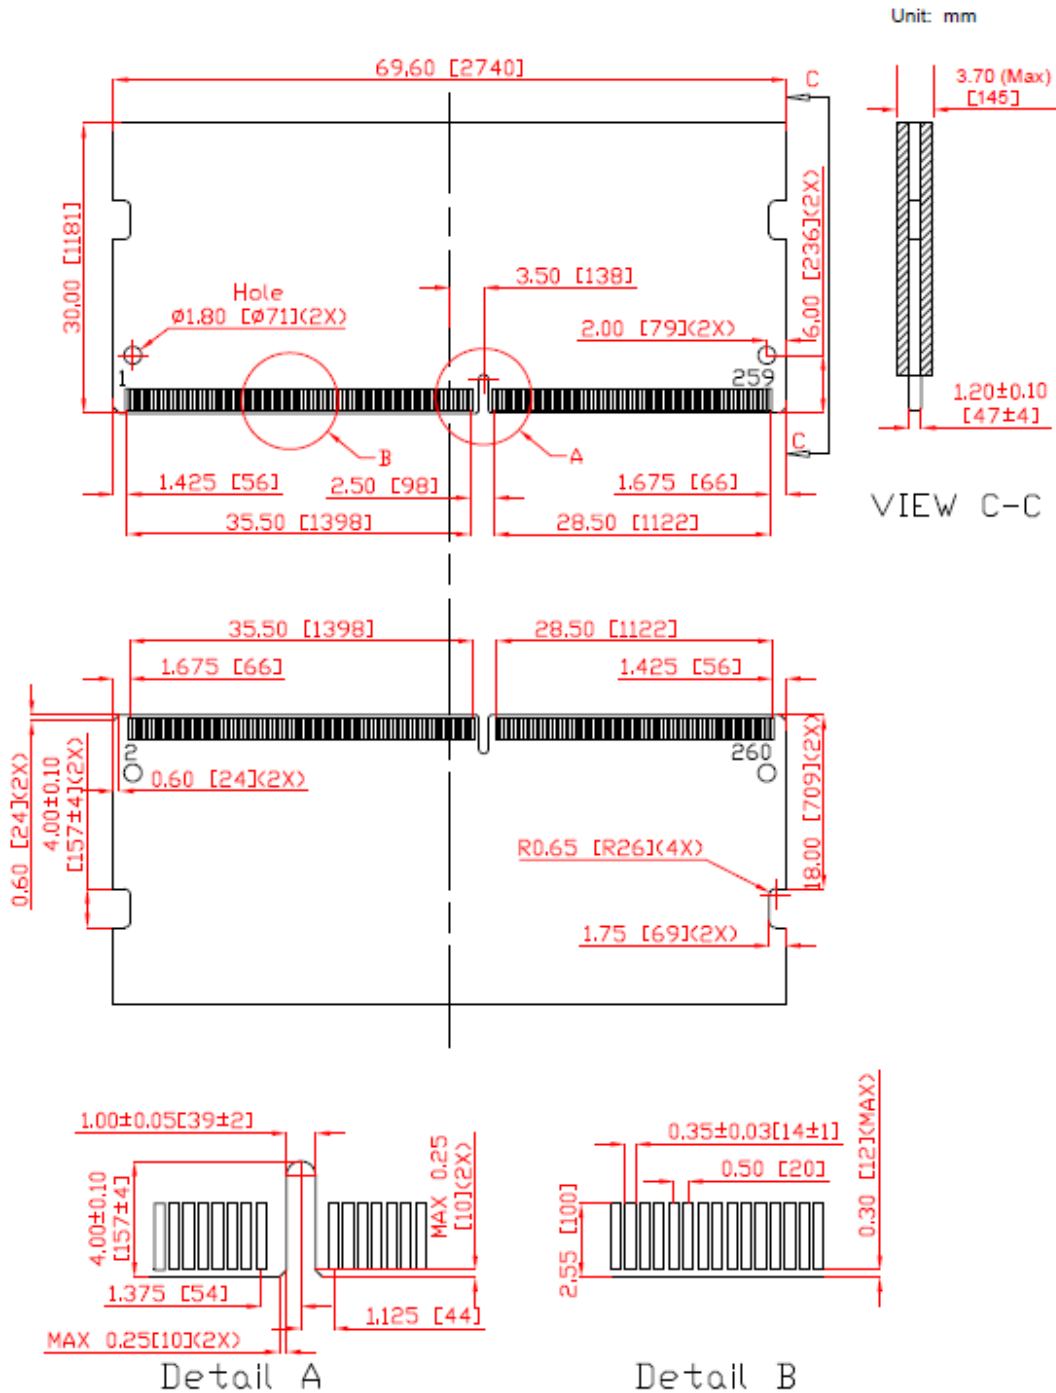 Unit: mm
69.60 [2740]
C
3.70 (Max)
[145]
30.00 [1181]
6.00 [236](2X)
3.50 [138]
Hole
ø1.80 [ø71](2X)
2.00 [79](2X)
1
259
1.20±0.10
[47±4]
B
A
C
1.425 [56]
2.50 [98]
1.675 [66]
35.50 [1398]
28.50 [1122]
VIEW C-C
35.50 [1398]
28.50 [1122]
1.675 [66]
1.425 [56]
2
260
0.60 [24](2X)
0.60 [24](2X)
4.00±0.10
[157±4](2X)
18.00 [709](2X)
R0.65 [R26](4X)
1.75 [69](2X)
1.00±0.05[39±2]
4.00±0.10
[157±4]
MAX 0.25
[10](2X)
1.375 [54]
1.125 [44]
MAX 0.25[10](2X)
Detail A
0.35±0.03[14±1]
0.50 [20]
2.55 [100]
0.30 [12](MAX)
Detail B